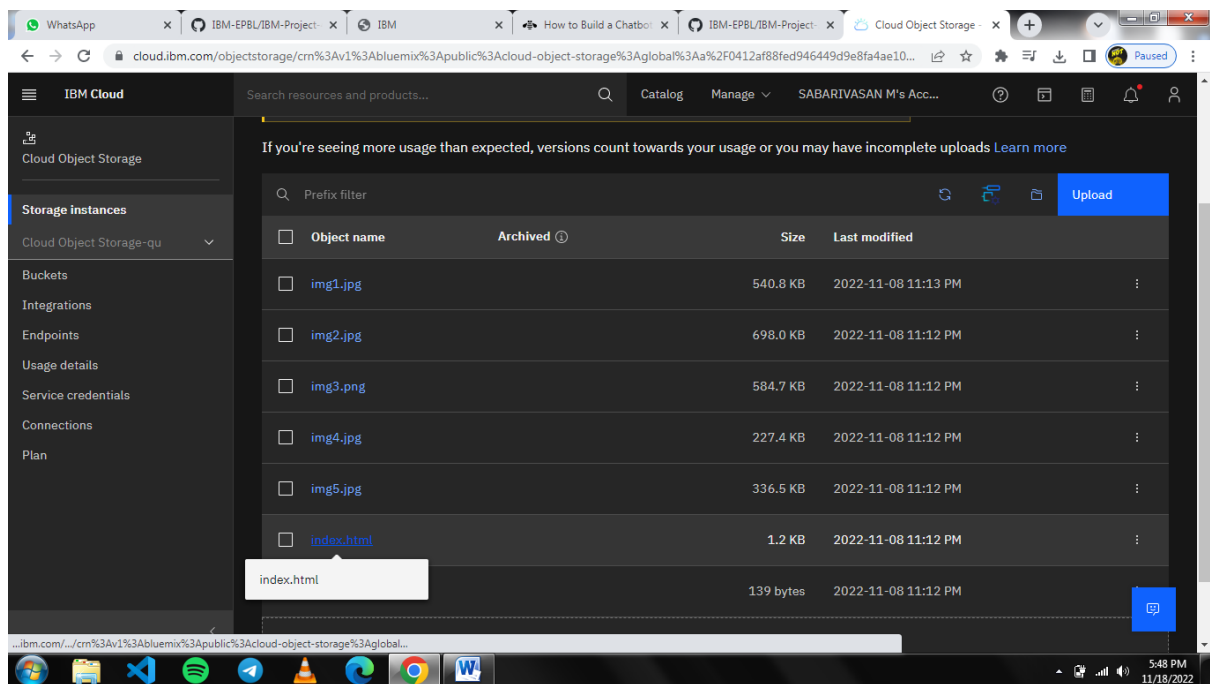 WhatsApp
IBM-EPBL/IBM-Project-
IBM
How to Build a Chatbot
IBM-EPBL/IBM-Project-
Cloud Object Storage -
cloud.ibm.com/objectstorage/crn%3Av1%3Abluemix%3Apublic%3Acloud-object-storage%3Aglobal%3Aa%2F0412af88fed946449d9e8fa4ae10...
Paused
IBM Cloud
Search resources and products...
Catalog
Manage
SABARIVASAN M's Acc...
Cloud Object Storage
Storage instances
Cloud Object Storage-qu
Buckets
Integrations
Endpoints
Usage details
Service credentials
Connections
Plan
If you're seeing more usage than expected, versions count towards your usage or you may have incomplete uploads Learn more
Prefix filter
Upload
Object name Archived Size Last modified
img1.jpg 540.8 KB 2022-11-08 11:13 PM
img2.jpg 698.0 KB 2022-11-08 11:12 PM
img3.png 584.7 KB 2022-11-08 11:12 PM
img4.jpg 227.4 KB 2022-11-08 11:12 PM
img5.jpg 336.5 KB 2022-11-08 11:12 PM
index.html 1.2 KB 2022-11-08 11:12 PM
index.html
139 bytes 2022-11-08 11:12 PM
...ibm.com/.../crn%3Av1%3Abluemix%3Apublic%3Acloud-object-storage%3Aglobal...
5:48 PM
11/18/2022